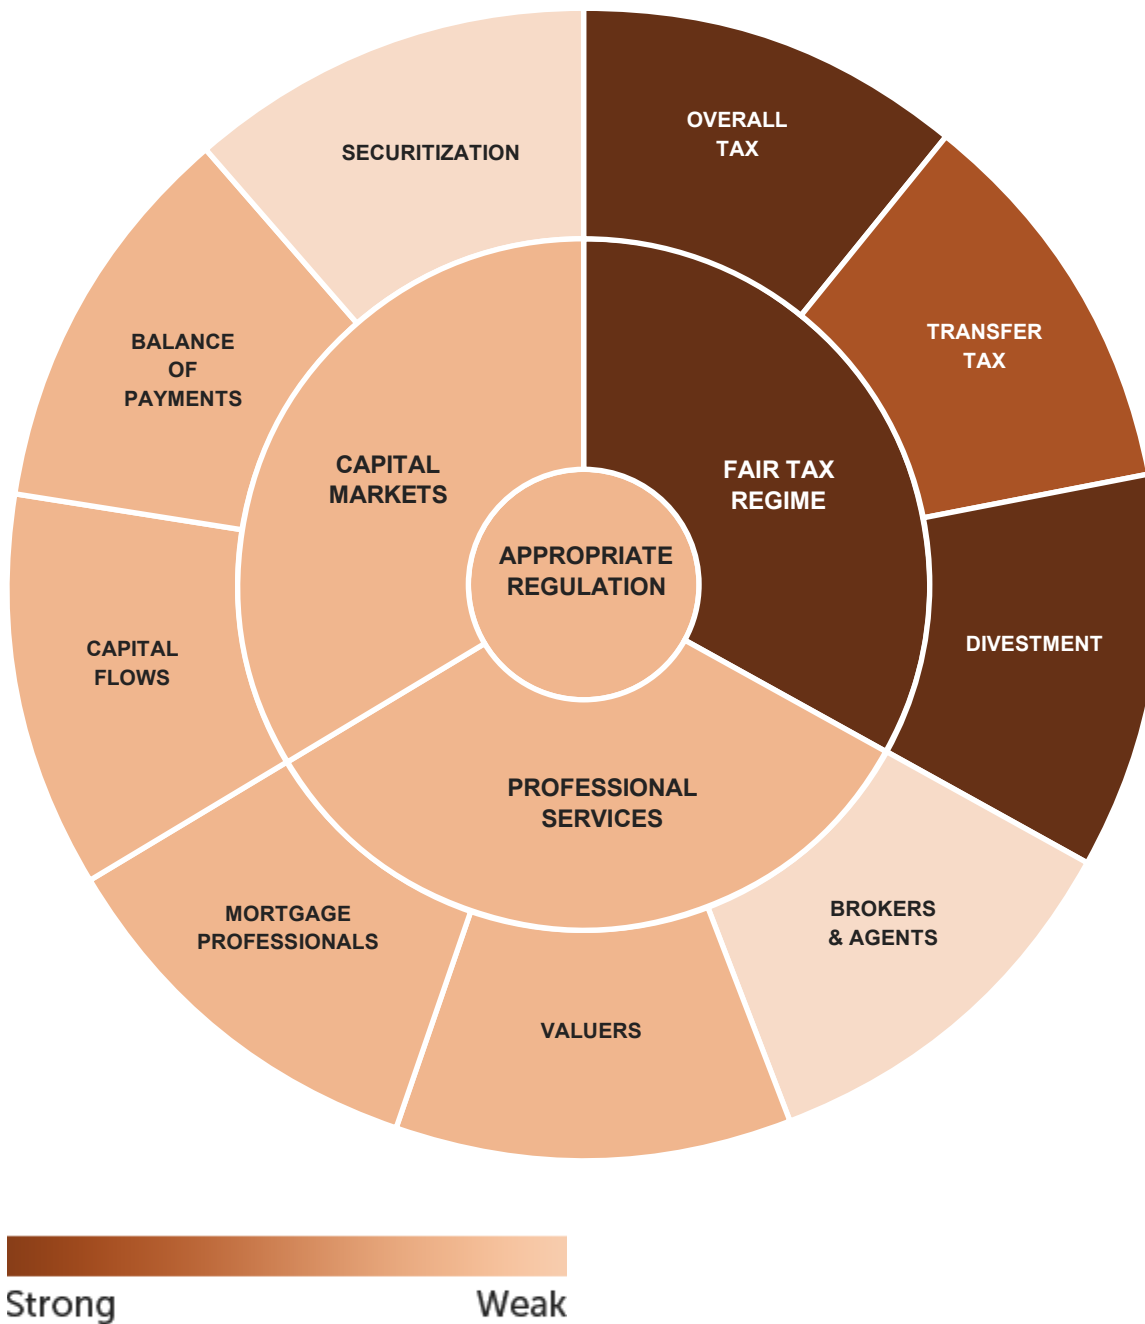 OVERALL
TAX
SECURITIZATION
TRANSFER
TAX
BALANCE
OF
PAYMENTS
CAPITAL
MARKETS
FAIR TAX
REGIME
APPROPRIATE
REGULATION
CAPITAL
FLOWS
DIVESTMENT
PROFESSIONAL
SERVICES
MORTGAGE
PROFESSIONALS
BROKERS
& AGENTS
VALUERS
Strong
Weak